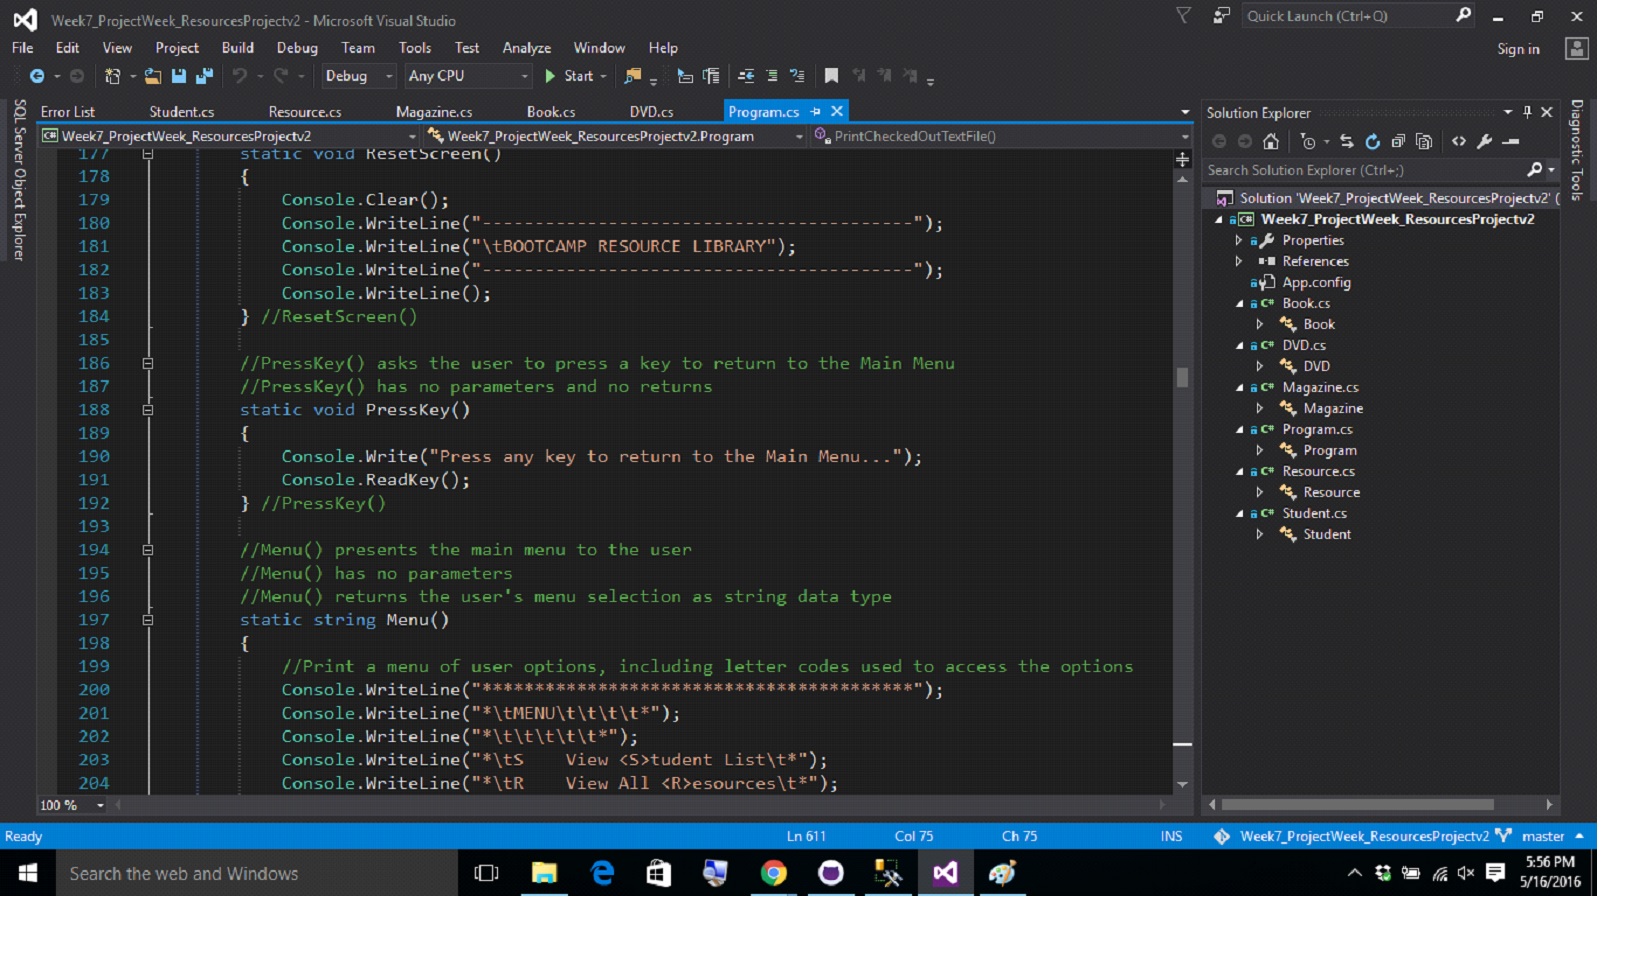 Week7_ProjectWeek_ResourcesProjectv2 - Microsoft Visual Studio
Quick Launch (Ctrl+Q)
File Edit View Project Build Debug Team Tools Test Analyze Window Help
Sign in
Debug Any CPU Start
SQL Server Object Explorer
Error List Student.cs Resource.cs Magazine.cs Book.cs DVD.cs Program.cs
Week7_ProjectWeek_ResourcesProjectv2 Week7_ProjectWeek_ResourcesProjectv2.Program PrintCheckedOutTextFile()
177 static void ResetScreen()
178 {
179 Console.Clear();
180 Console.WriteLine("-----------------------------------------");
181 Console.WriteLine("\tBOOTCAMP RESOURCE LIBRARY");
182 Console.WriteLine("-----------------------------------------");
183 Console.WriteLine();
184 } //ResetScreen()
185
186 //PressKey() asks the user to press a key to return to the Main Menu
187 //PressKey() has no parameters and no returns
188 static void PressKey()
189 {
190 Console.Write("Press any key to return to the Main Menu...");
191 Console.ReadKey();
192 } //PressKey()
193
194 //Menu() presents the main menu to the user
195 //Menu() has no parameters
196 //Menu() returns the user's menu selection as string data type
197 static string Menu()
198 {
199 //Print a menu of user options, including letter codes used to access the options
200 Console.WriteLine("*****************************************");
201 Console.WriteLine("*\tMENU\t\t\t\t*");
202 Console.WriteLine("*\t\t\t\t\t*");
203 Console.WriteLine("*\tS    View <S>tudent List\t*");
204 Console.WriteLine("*\tR    View All <R>esources\t*");
100 %
Solution Explorer
Search Solution Explorer (Ctrl+;)
Solution 'Week7_ProjectWeek_ResourcesProjectv2' (
C# Week7_ProjectWeek_ResourcesProjectv2
Properties
References
App.config
C# Book.cs
Book
C# DVD.cs
DVD
C# Magazine.cs
Magazine
C# Program.cs
Program
C# Resource.cs
Resource
C# Student.cs
Student
Diagnostic Tools
Ready Ln 611 Col 75 Ch 75 INS Week7_ProjectWeek_ResourcesProjectv2 master
Search the web and Windows
5:56 PM
5/16/2016